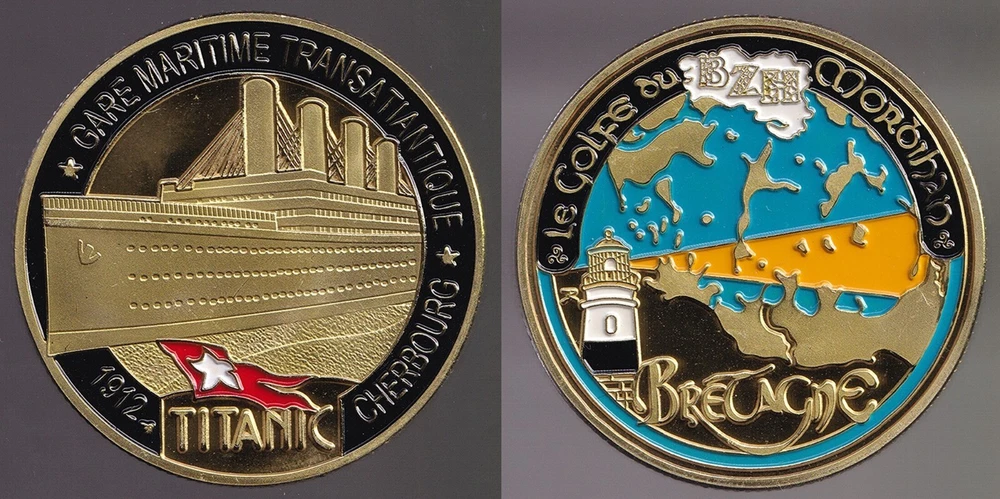 GARE MARITIME TRANSATLANTIQUE
CHERBOURG
1912
TITANIC
Le Golfe du Morbihan
BZH
Bretagne